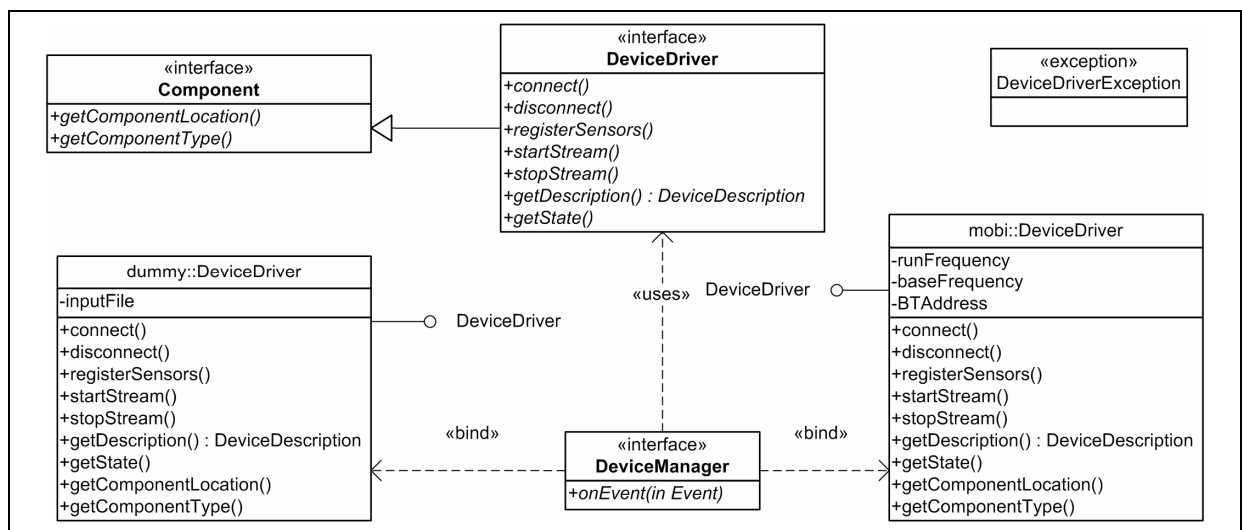 «interface»
Component
+getComponentLocation()
+getComponentType()
«interface»
DeviceDriver
+connect()
+disconnect()
+registerSensors()
+startStream()
+stopStream()
+getDescription() : DeviceDescription
+getState()
«exception»
DeviceDriverException
dummy::DeviceDriver
-inputFile
+connect()
+disconnect()
+registerSensors()
+startStream()
+stopStream()
+getDescription() : DeviceDescription
+getState()
+getComponentLocation()
+getComponentType()
DeviceDriver
«uses»
DeviceDriver
mobi::DeviceDriver
-runFrequency
-baseFrequency
-BTAddress
+connect()
+disconnect()
+registerSensors()
+startStream()
+stopStream()
+getDescription() : DeviceDescription
+getState()
+getComponentLocation()
+getComponentType()
«bind»
«bind»
«interface»
DeviceManager
+onEvent(in Event)